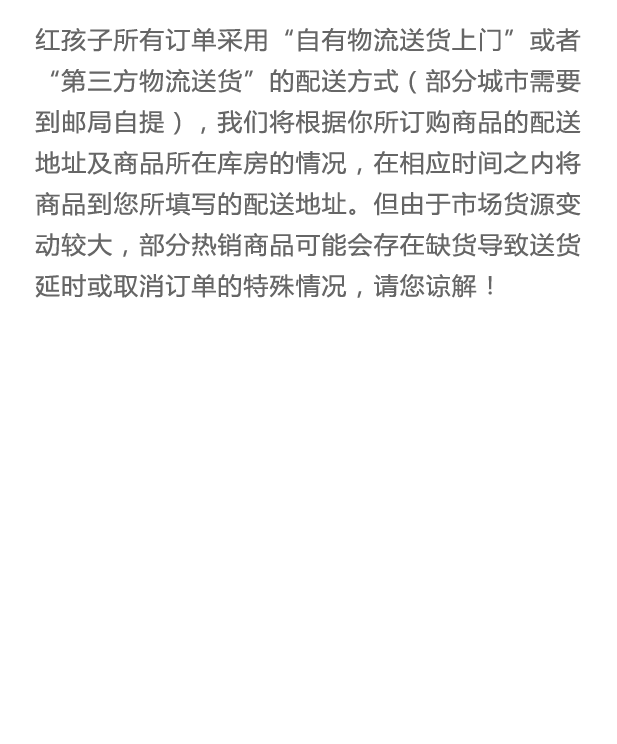 红孩子所有订单采用“自有物流送货上门”或者
“第三方物流送货”的配送方式（部分城市需要
到邮局自提），我们将根据你所订购商品的配送
地址及商品所在库房的情况，在相应时间之内将
商品到您所填写的配送地址。但由于市场货源变
动较大，部分热销商品可能会存在缺货导致送货
延时或取消订单的特殊情况，请您谅解！